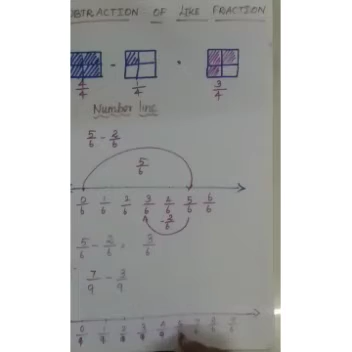 SUBTRACTION OF LIKE FRACTION
4/4 - 1/4 = 3/4
Number line
5/6 - 2/6
5/6
0/6 1/6 2/6 3/6 4/6 5/6 6/6
2/6
5/6 - 2/6 = 3/6
7/9 - 3/9